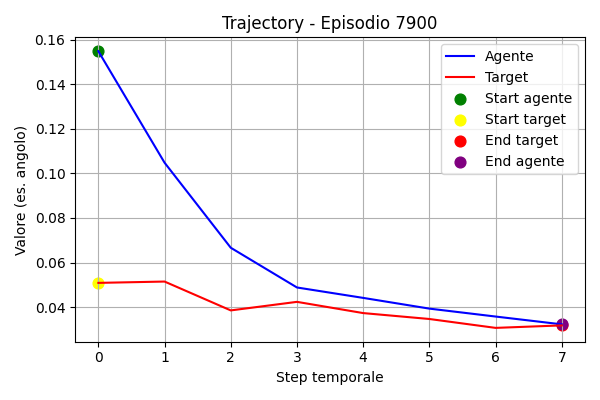 Trajectory - Episodio 7900
Valore (es. angolo)
0.16
0.14
0.12
0.10
0.08
0.06
0.04
Agente
Target
Start agente
Start target
End target
End agente
0 1 2 3 4 5 6 7
Step temporale